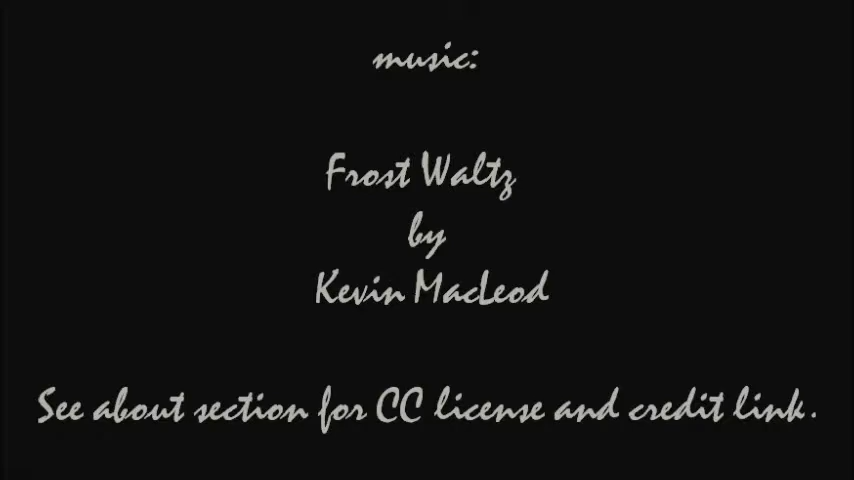 music:
Frost Waltz
by
Kevin MacLeod
See about section for CC license and credit link.